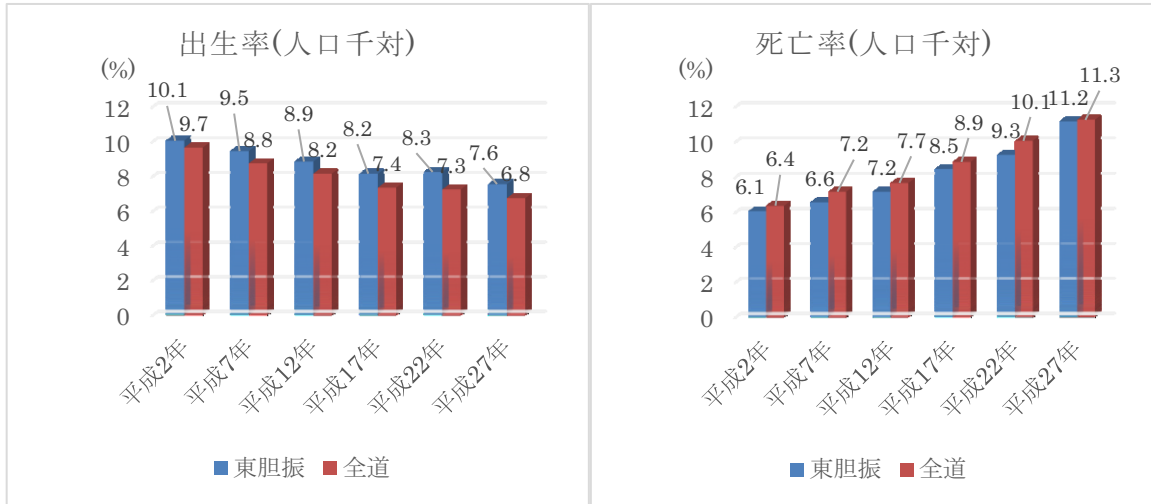 出生率(人口千対)
(%)
12
10
8
6
4
2
0
10.1
9.7
9.5
8.8
8.9
8.2
8.2
7.4
8.3
7.3
7.6
6.8
平成2年
平成7年
平成12年
平成17年
平成22年
平成27年
東胆振 全道
死亡率(人口千対)
(%)
12
10
8
6
4
2
0
6.1
6.4
6.6
7.2
7.2
7.7
8.5
8.9
9.3
10.1
11.2
11.3
平成2年
平成7年
平成12年
平成17年
平成22年
平成27年
東胆振 全道